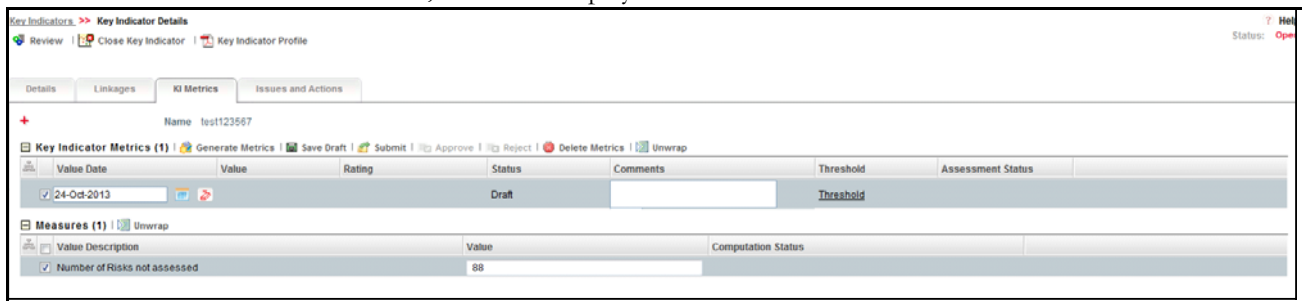 Key Indicators >> Key Indicator Details
? Hel
Review | Close Key Indicator | Key Indicator Profile
Status: Ope
Details Linkages KI Metrics Issues and Actions
+ Name test123567
Key Indicator Metrics (1) | Generate Metrics | Save Draft | Submit | Approve | Reject | Delete Metrics | Unwrap
Value Date Value Rating Status Comments Threshold Assessment Status
24-Oct-2013 Draft Threshold
Measures (1) | Unwrap
Value Description Value Computation Status
Number of Risks not assessed 88